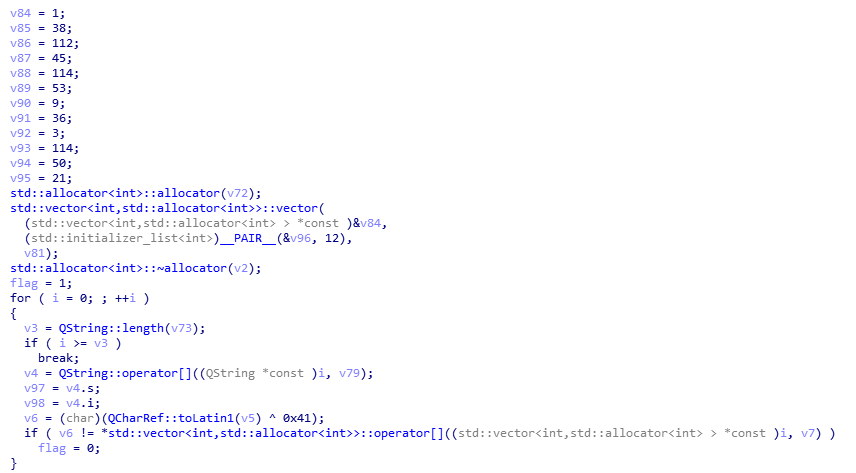 v84 = 1;
v85 = 38;
v86 = 112;
v87 = 45;
v88 = 114;
v89 = 53;
v90 = 9;
v91 = 36;
v92 = 3;
v93 = 114;
v94 = 50;
v95 = 21;
std::allocator<int>::allocator(v72);
std::vector<int,std::allocator<int>>::vector(
  (std::vector<int,std::allocator<int> > *const )&v84,
  (std::initializer_list<int>)__PAIR__(&v96, 12),
  v81);
std::allocator<int>::~allocator(v2);
flag = 1;
for ( i = 0; ; ++i )
{
  v3 = QString::length(v73);
  if ( i >= v3 )
    break;
  v4 = QString::operator[]((QString *const )i, v79);
  v97 = v4.s;
  v98 = v4.i;
  v6 = (char)(QCharRef::toLatin1(v5) ^ 0x41);
  if ( v6 != *std::vector<int,std::allocator<int>>::operator[]((std::vector<int,std::allocator<int> > *const )i, v7) )
    flag = 0;
}